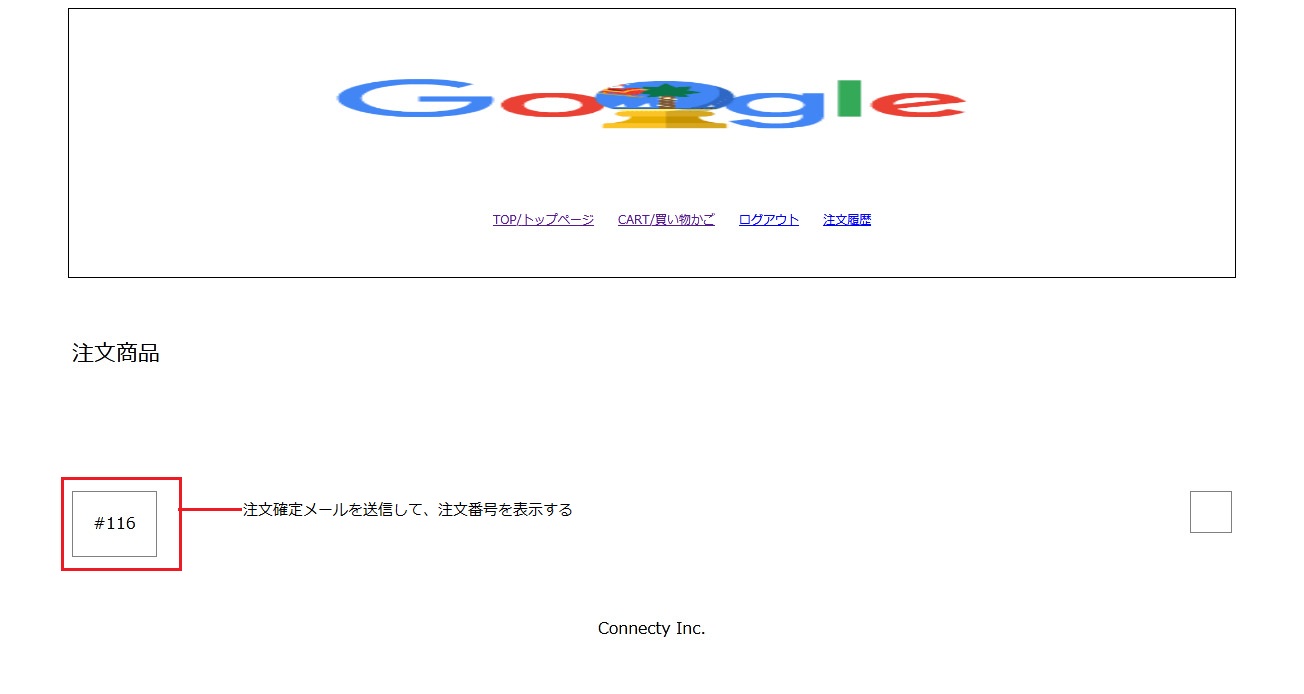 Google
TOP/トップページ CART/買い物かご ログアウト 注文履歴
注文商品
#116 注文確定メールを送信して、注文番号を表示する
Connecty Inc.